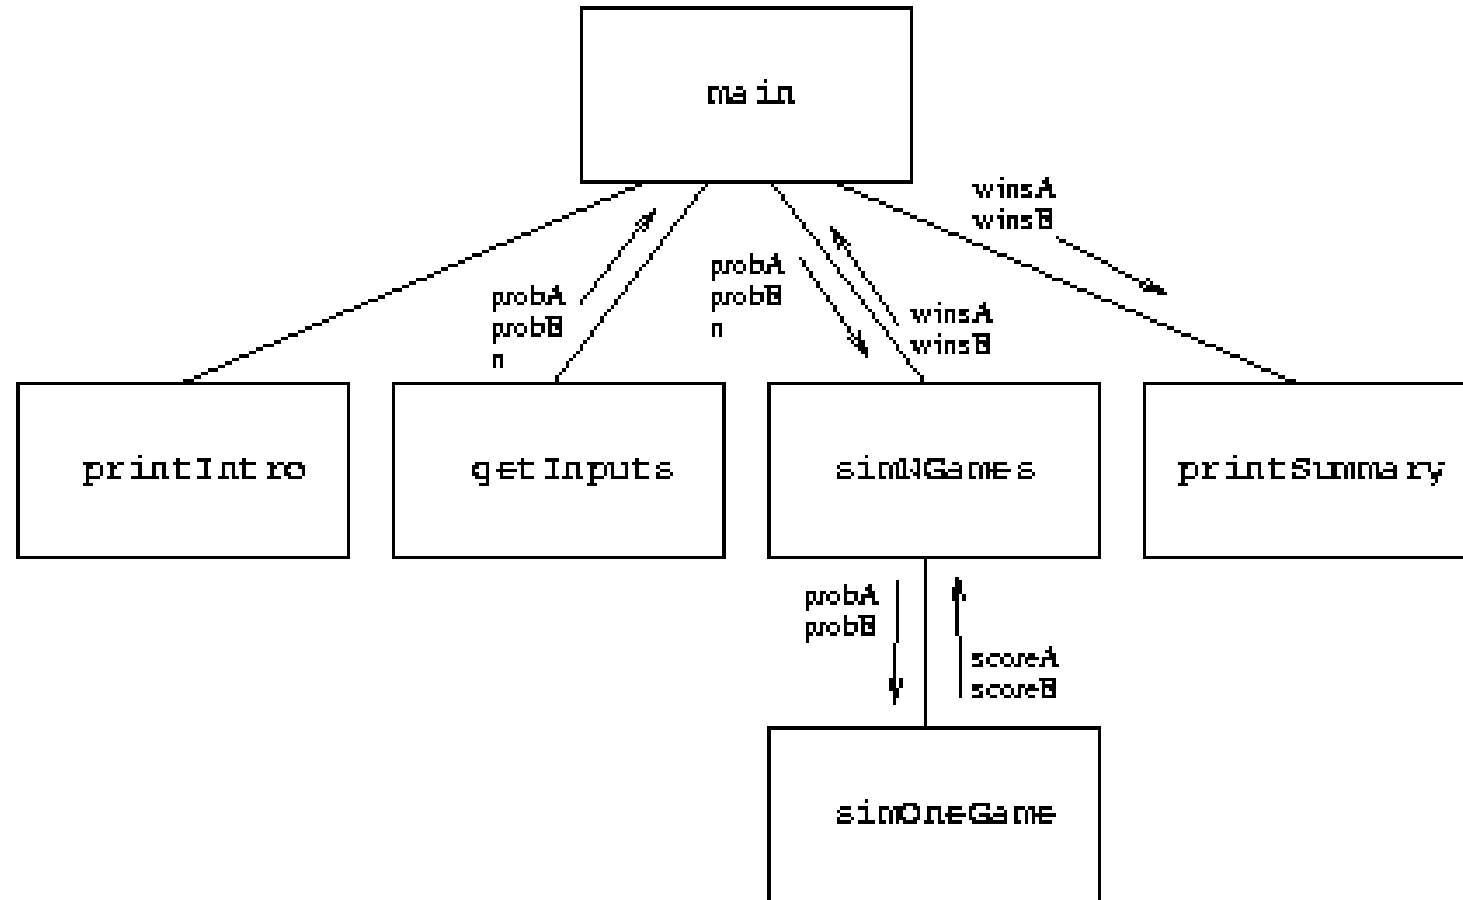 main
winsA
winsB
probA
probB
n
probA
probB
n
winsA
winsB
printIntro
getInputs
simNGames
printSummary
probA
probB
scoreA
scoreB
simOneGame